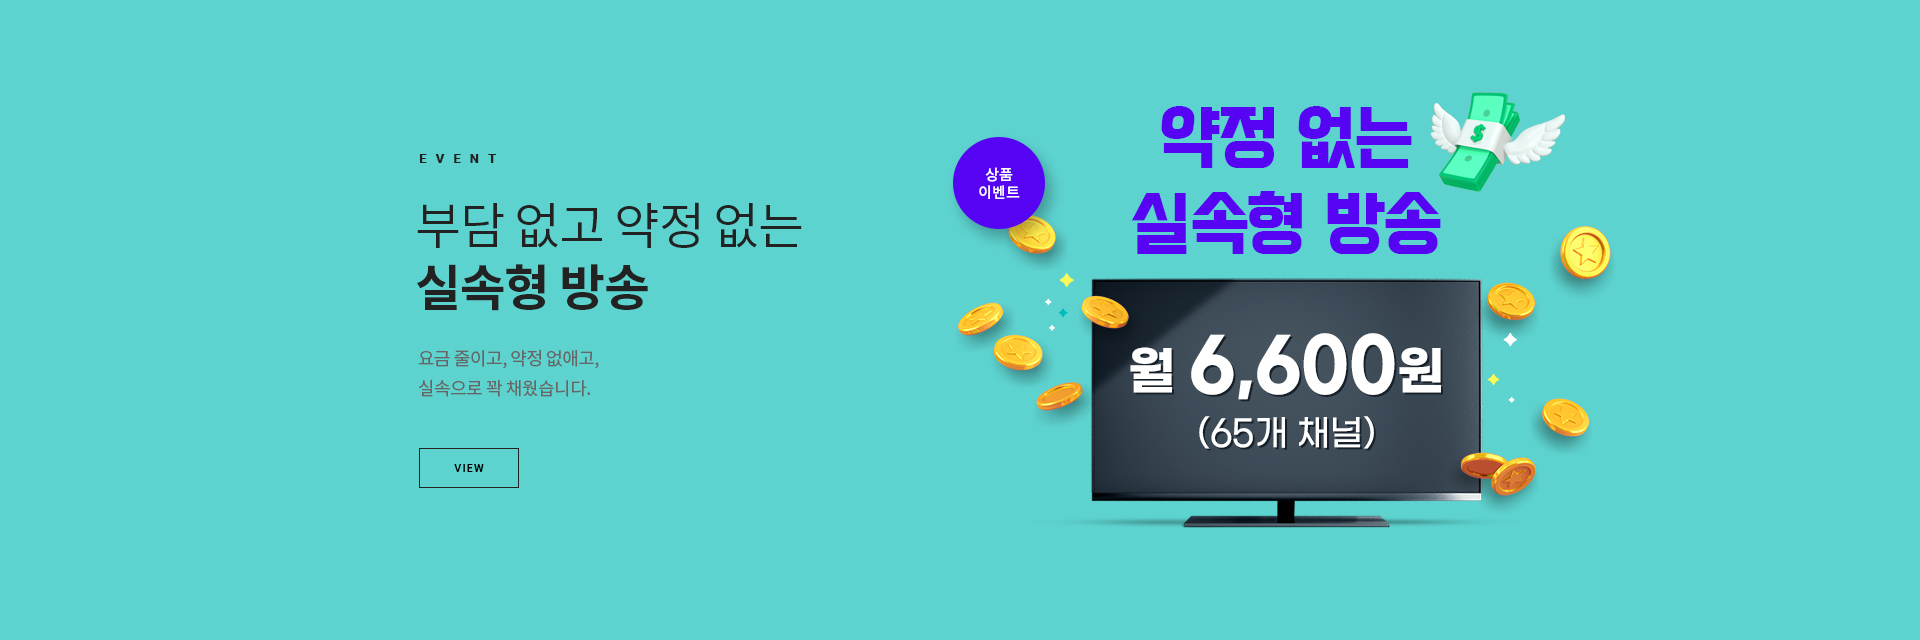 EVENT
부담 없고 약정 없는
실속형 방송
요금 줄이고, 약정 없애고,
실속으로 꽉 채웠습니다.
VIEW
상품
이벤트
약정 없는
실속형 방송
월 6,600원
(65개 채널)